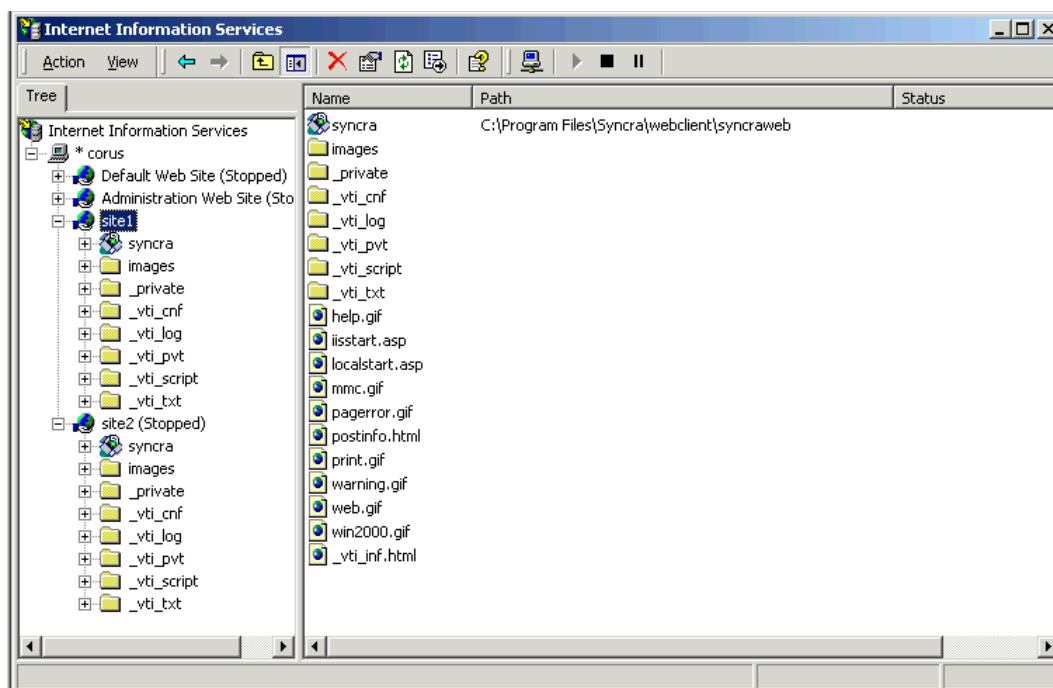 Internet Information Services
Action View
Tree
Name Path Status
Internet Information Services
* corus
Default Web Site (Stopped)
Administration Web Site (Sto
site1
syncra
images
_private
_vti_cnf
_vti_log
_vti_pvt
_vti_script
_vti_txt
site2 (Stopped)
syncra
images
_private
_vti_cnf
_vti_log
_vti_pvt
_vti_script
_vti_txt
syncra C:\Program Files\Syncra\webclient\syncraweb
images
_private
_vti_cnf
_vti_log
_vti_pvt
_vti_script
_vti_txt
help.gif
iisstart.asp
localstart.asp
mmc.gif
pagerror.gif
postinfo.html
print.gif
warning.gif
web.gif
win2000.gif
_vti_inf.html